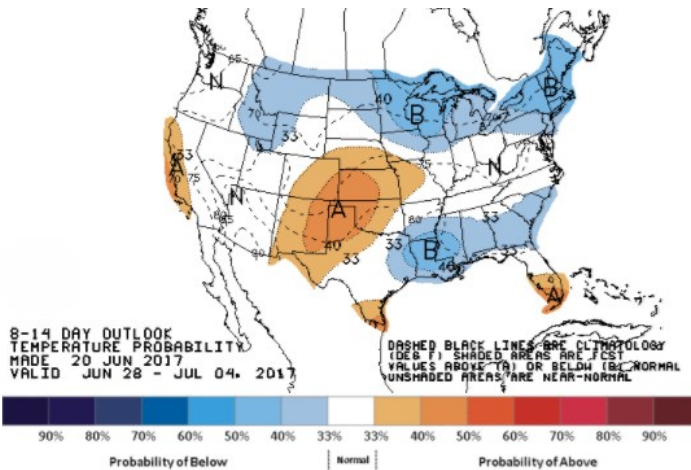 65
N
70
33
40
B
B
33
A
70
75
N
80
85
90
A
40
33
75
N
80
33
33
B
40
33
33
A
8-14 DAY OUTLOOK
TEMPERATURE PROBABILITY
MADE 20 JUN 2017
VALID JUN 28 - JUL 04, 2017
DASHED BLACK LINES ARE CLIMATOLOGY
(DEG F) SHADED AREAS ARE FCST
VALUES ABOVE (A) OR BELOW (B) NORMAL
UNSHADED AREAS ARE NEAR-NORMAL
90% 80% 70% 60% 50% 40% 33% 33% 40% 50% 60% 70% 80% 90%
Probability of Below Normal Probability of Above